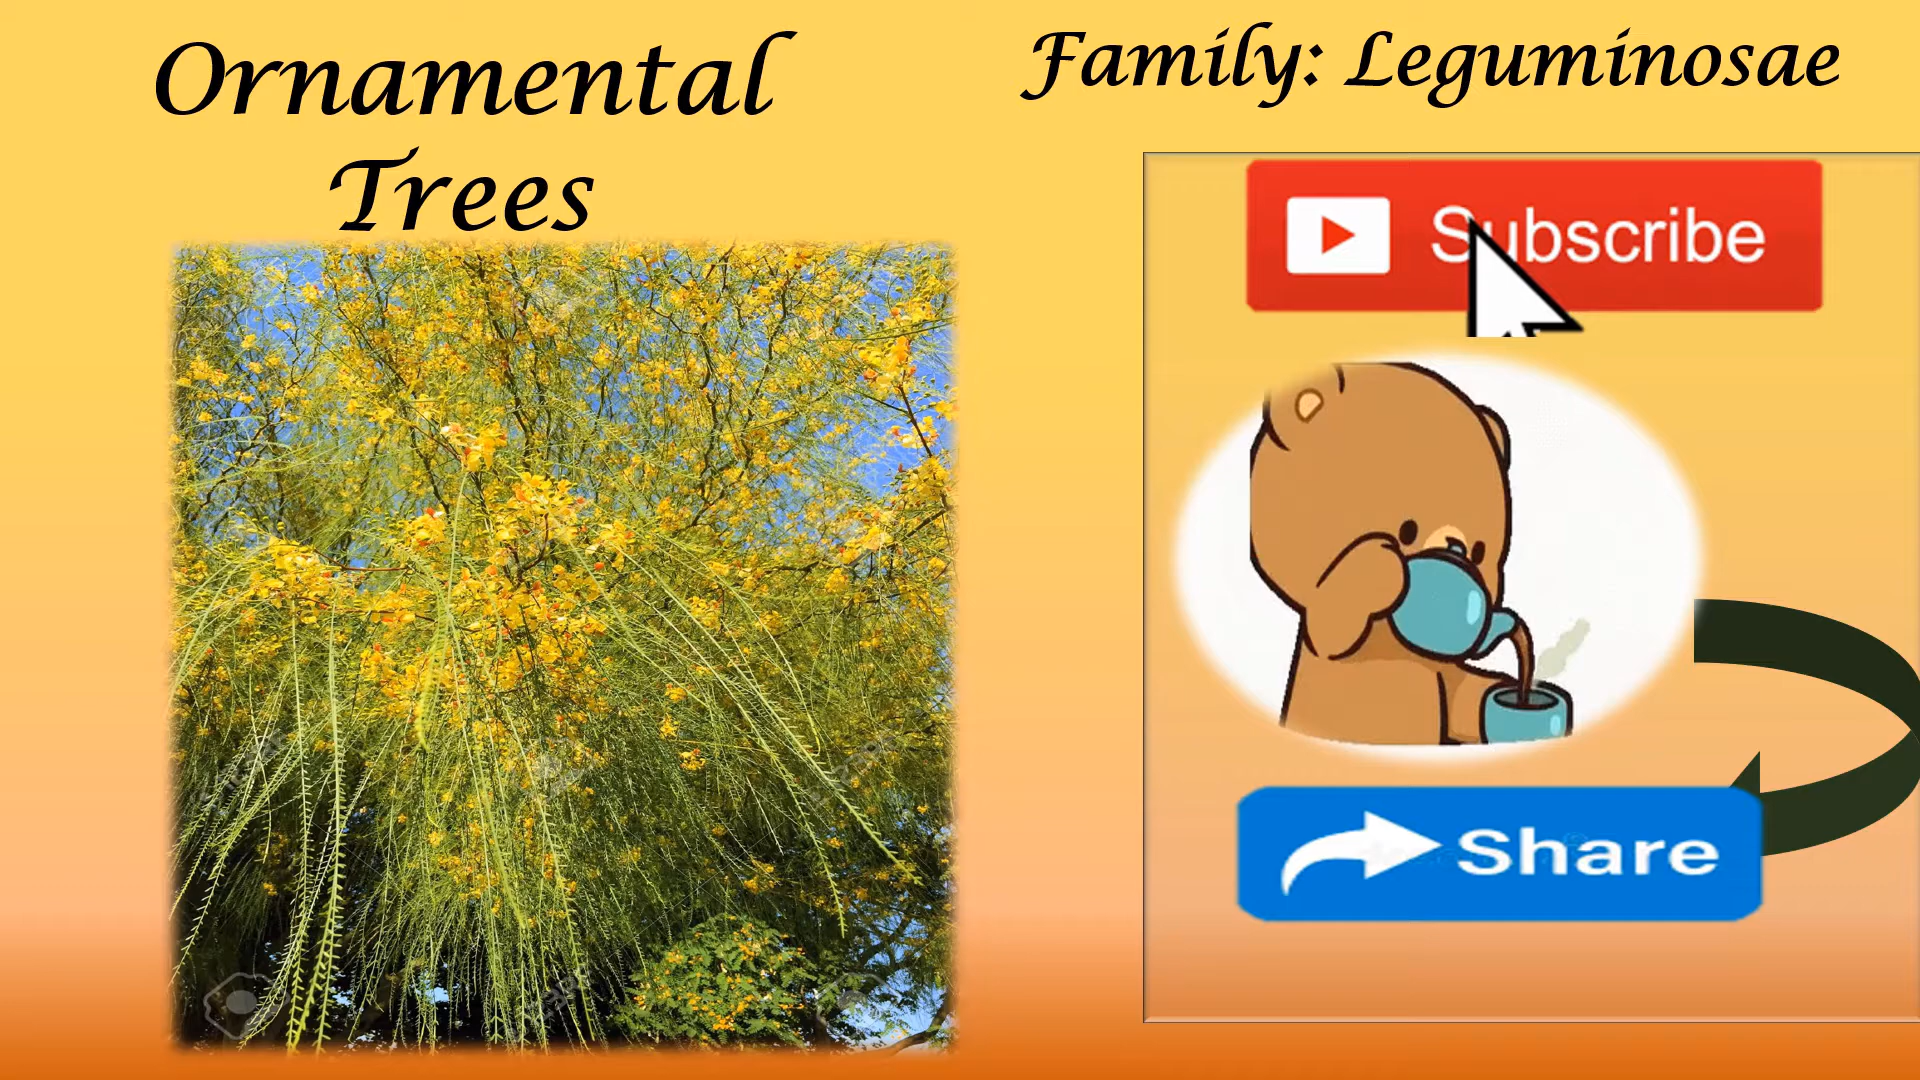 Ornamental
Trees
Family: Leguminosae
Subscribe
Share